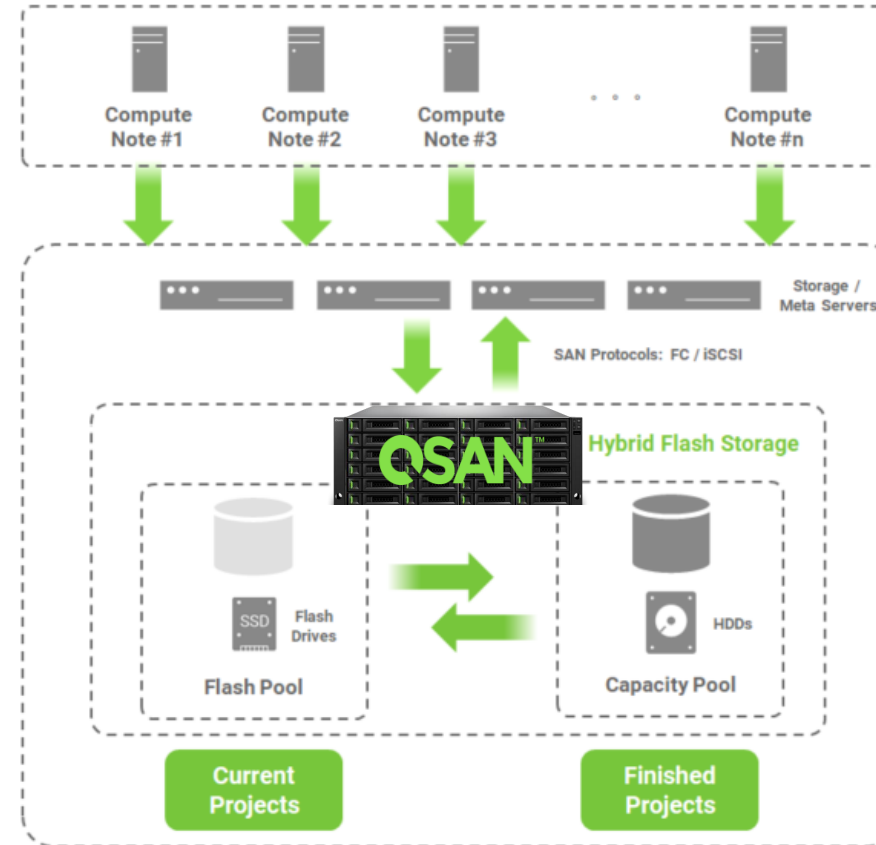 Compute
Note #1
Compute
Note #2
Compute
Note #3
. . .
Compute
Note #n
Storage /
Meta Servers
SAN Protocols: FC / iSCSI
QSAN™
Hybrid Flash Storage
SSD
Flash
Drives
Flash Pool
HDDs
Capacity Pool
Current
Projects
Finished
Projects